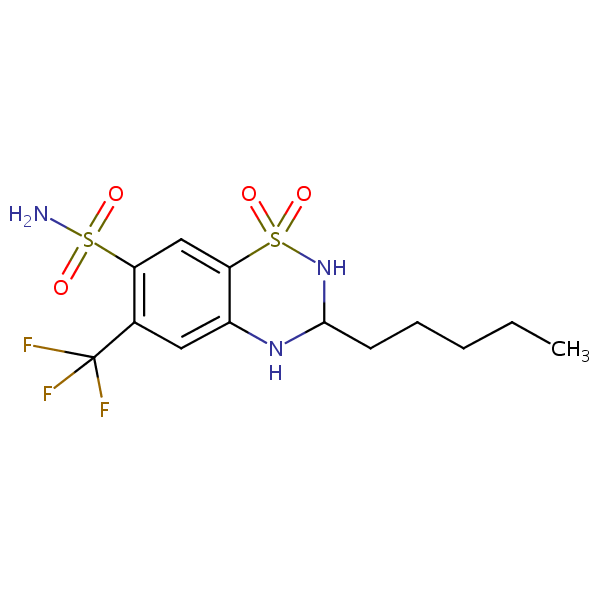 O O O
H₂N S S NH
O
F N H
F F
CH₃